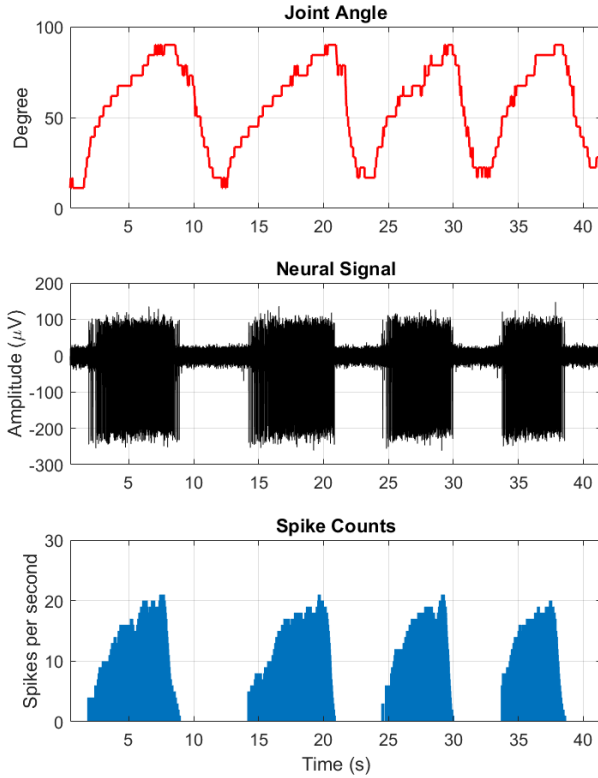 Joint Angle
100
50
0
Degree
5 10 15 20 25 30 35 40
Neural Signal
200
100
0
-100
-200
-300
Amplitude (μV)
5 10 15 20 25 30 35 40
Spike Counts
30
20
10
0
Spikes per second
5 10 15 20 25 30 35 40
Time (s)